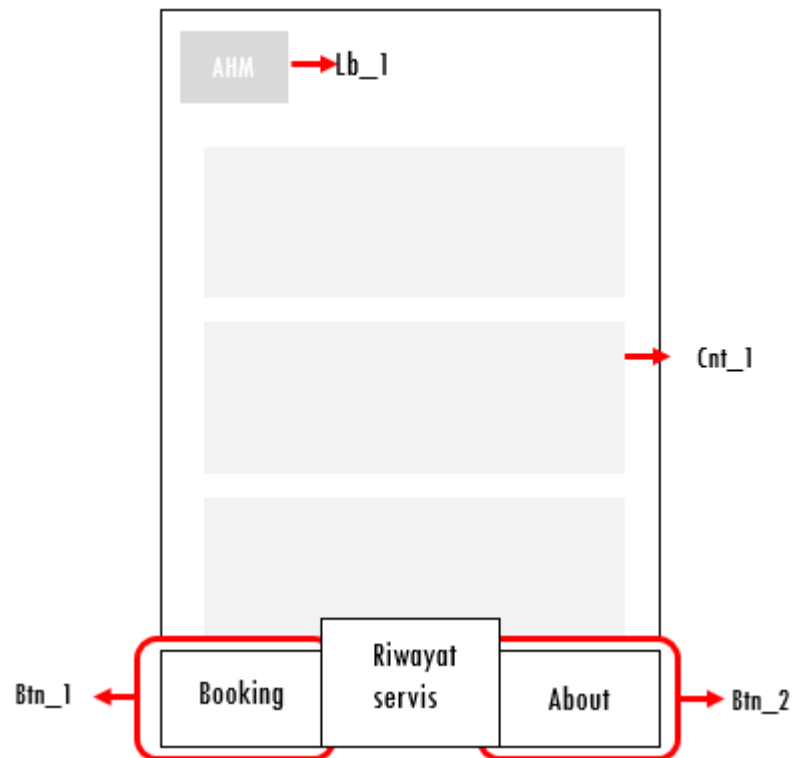 AHM
Lb_1
Cnt_1
Btn_1
Booking
Riwayat
servis
About
Btn_2